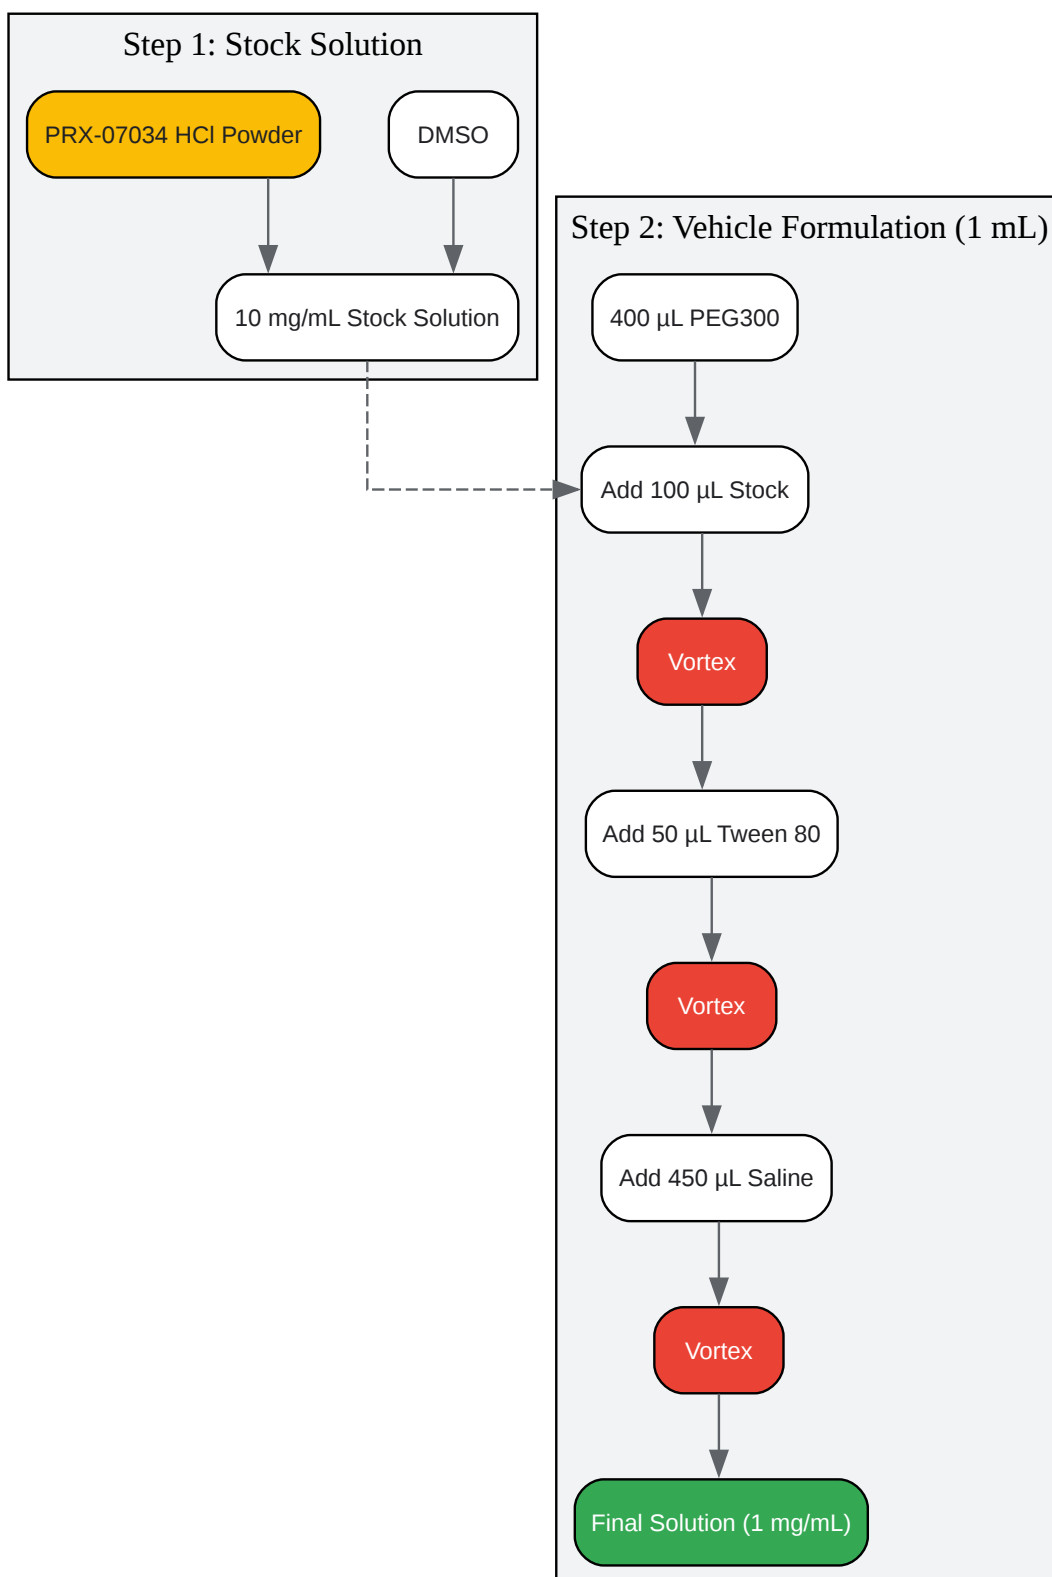 Step 1: Stock Solution
PRX-07034 HCl Powder
DMSO
10 mg/mL Stock Solution
Step 2: Vehicle Formulation (1 mL)
400 µL PEG300
Add 100 µL Stock
Vortex
Add 50 µL Tween 80
Vortex
Add 450 µL Saline
Vortex
Final Solution (1 mg/mL)